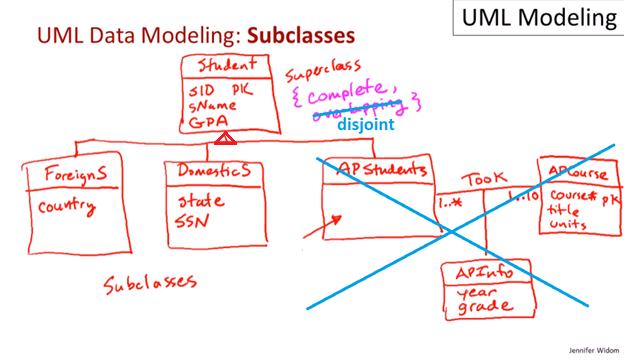 UML Modeling
UML Data Modeling: Subclasses
Student
SID PK
sName
GPA
Superclass
{ complete,
overlapping }
disjoint
ForeignS
country
DomesticS
state
SSN
APStudents
Took
1..*
1..10
APCourse
course# PK
title
units
APInfo
year
grade
Subclasses
Jennifer Widom